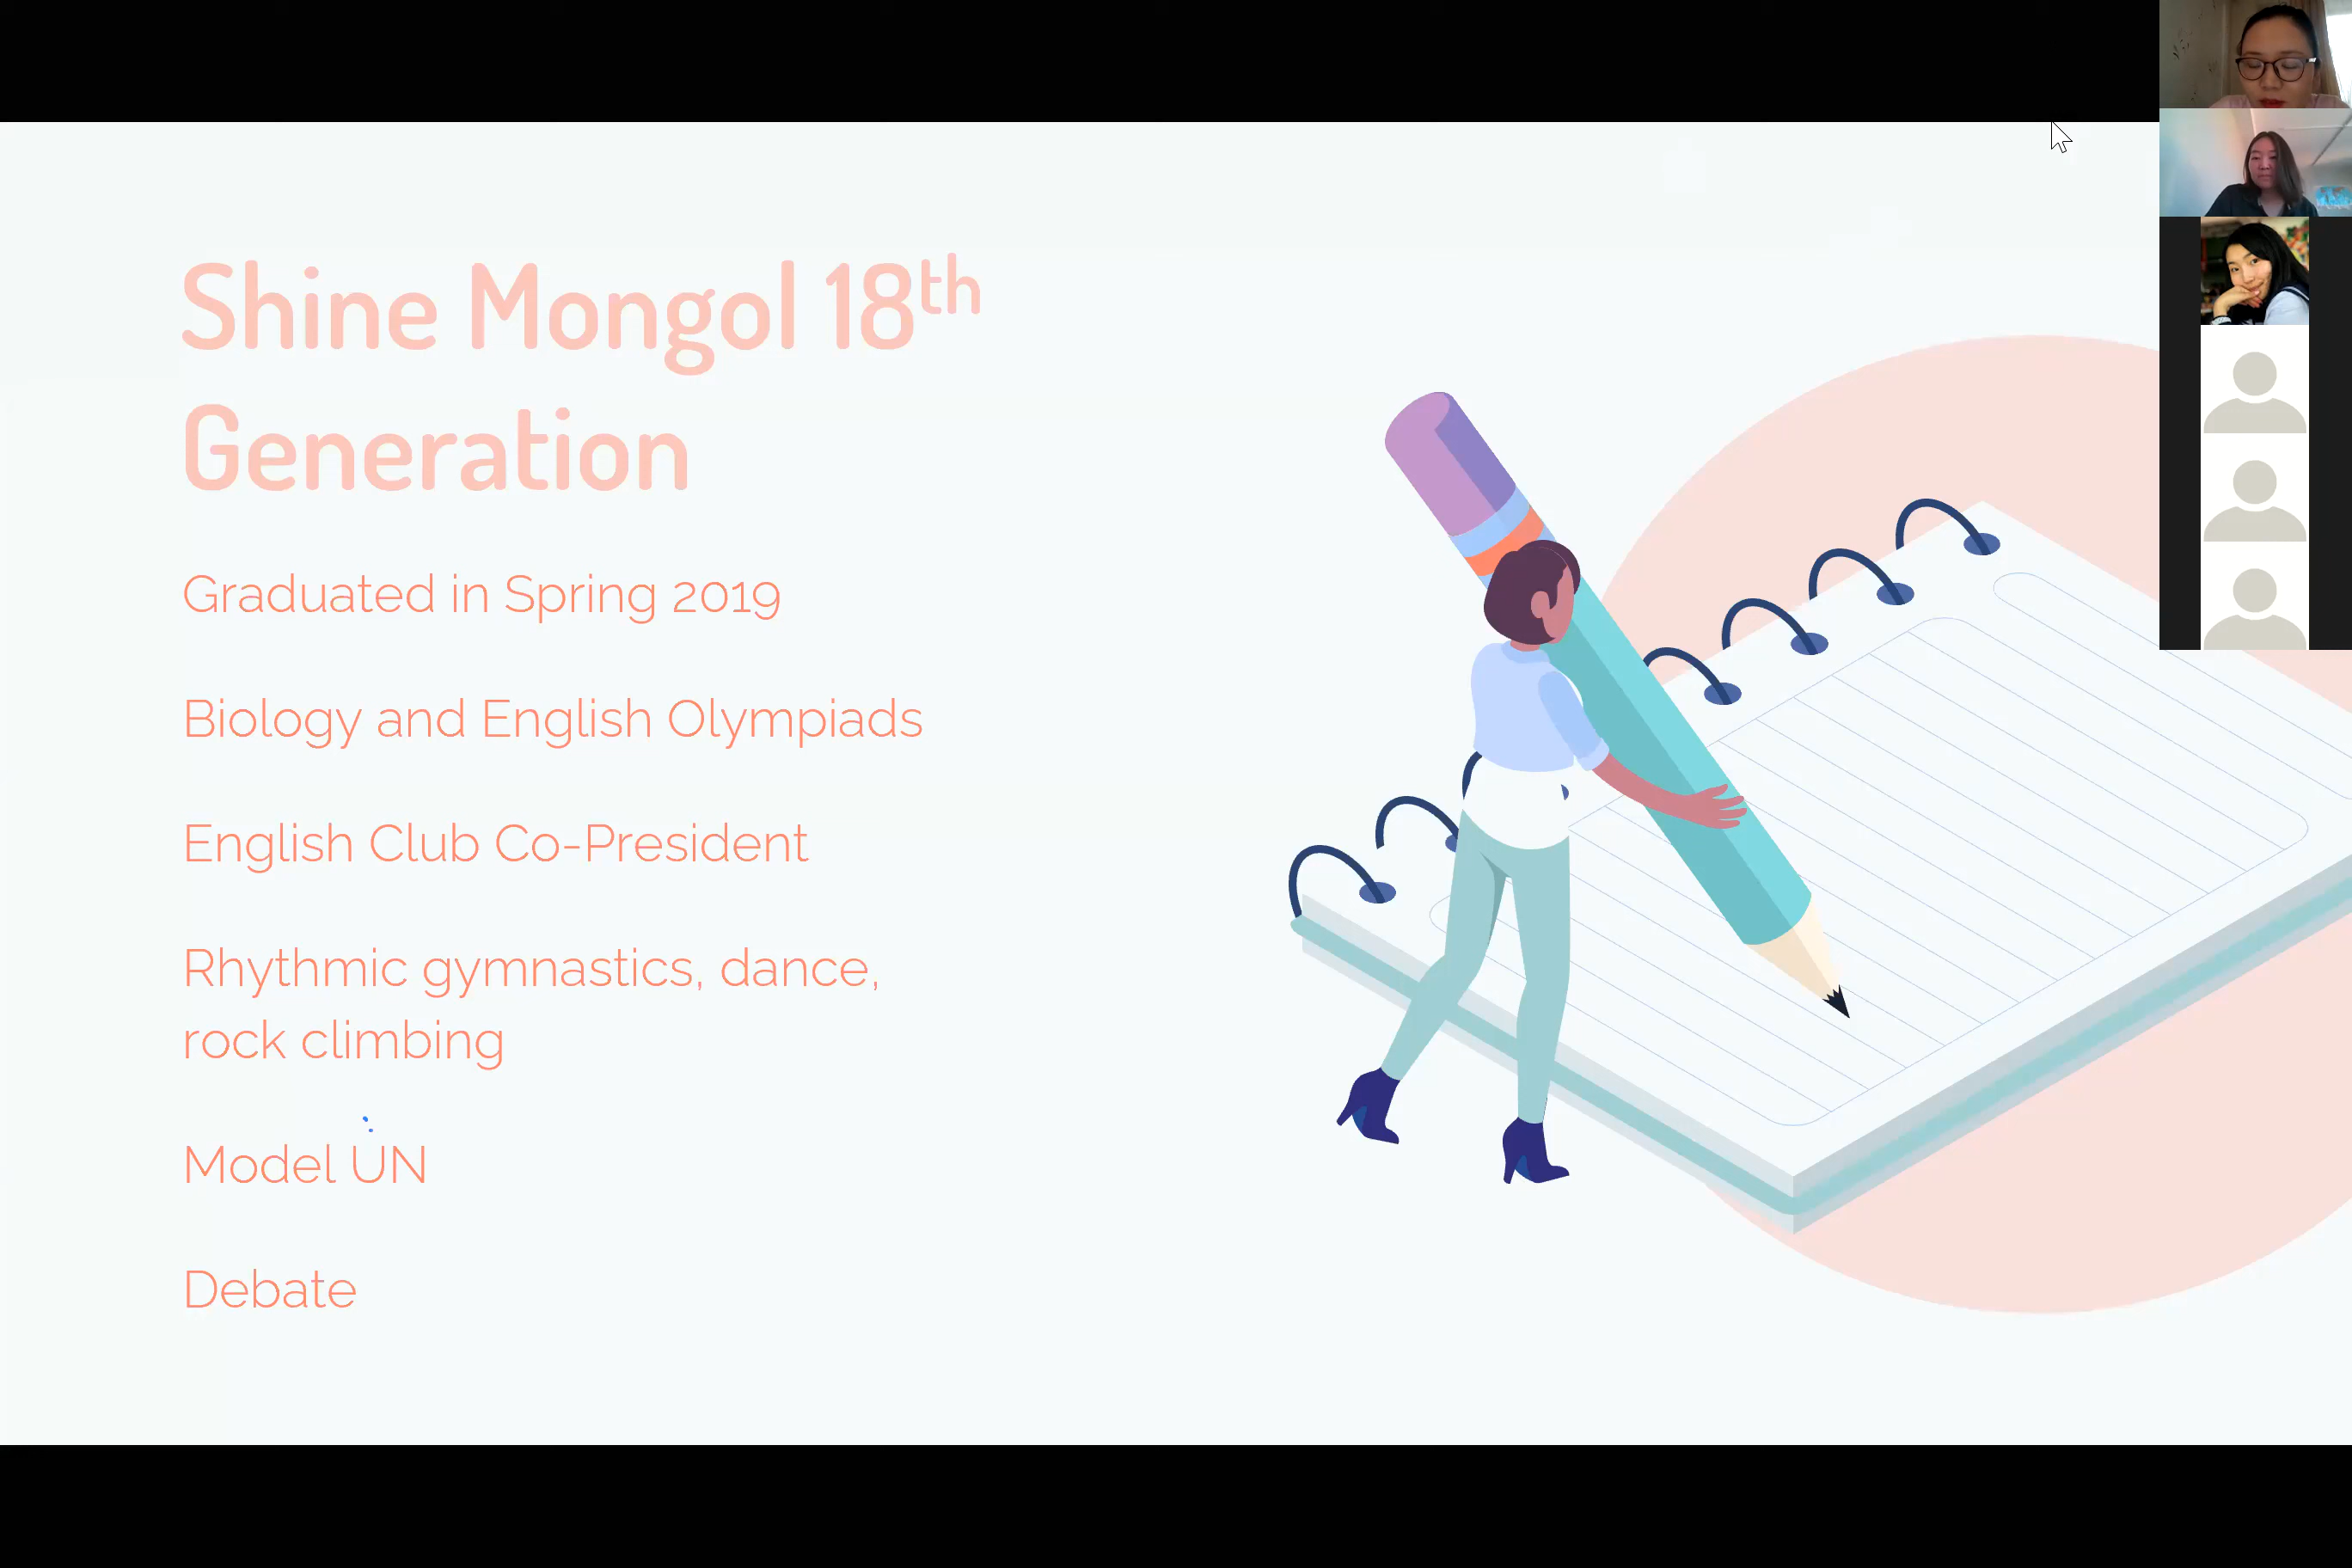 Shine Mongol 18th
Generation
Graduated in Spring 2019
Biology and English Olympiads
English Club Co-President
Rhythmic gymnastics, dance,
rock climbing
Model UN
Debate